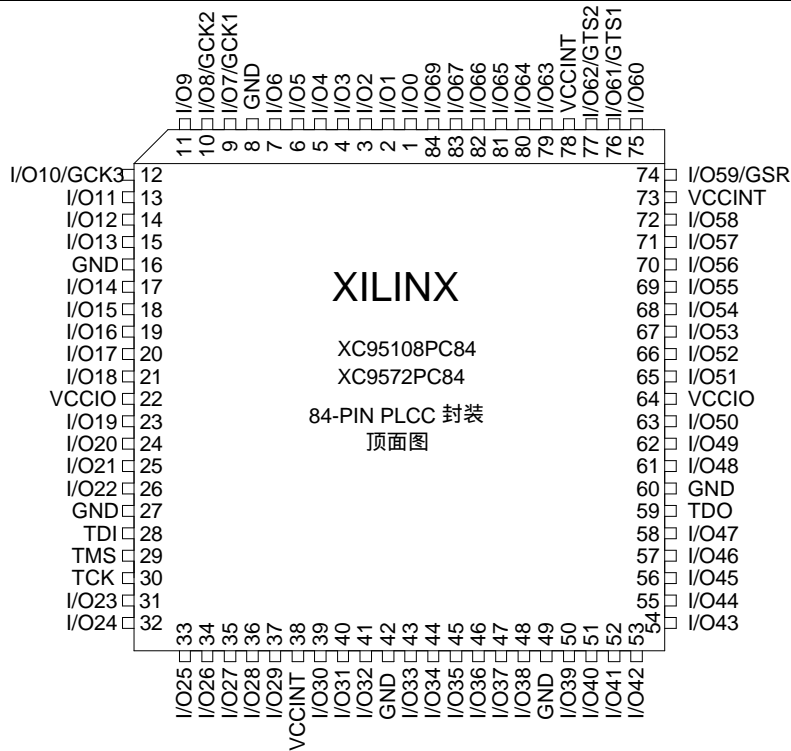 I/O9 I/O8/GCK2 I/O7/GCK1 GND I/O6 I/O5 I/O4 I/O3 I/O2 I/O1 I/O0 I/O69 I/O67 I/O66 I/O65 I/O64 I/O63 VCCINT I/O62/GTS2 I/O61/GTS1 I/O60
11 10 9 8 7 6 5 4 3 2 1 84 83 82 81 80 79 78 77 76 75
I/O10/GCK3 12 74 I/O59/GSR
I/O11 13 73 VCCINT
I/O12 14 72 I/O58
I/O13 15 71 I/O57
GND 16 70 I/O56
I/O14 17 69 I/O55
I/O15 18 68 I/O54
I/O16 19 67 I/O53
I/O17 20 66 I/O52
I/O18 21 65 I/O51
VCCIO 22 64 VCCIO
I/O19 23 63 I/O50
I/O20 24 62 I/O49
I/O21 25 61 I/O48
I/O22 26 60 GND
GND 27 59 TDO
TDI 28 58 I/O47
TMS 29 57 I/O46
TCK 30 56 I/O45
I/O23 31 55 I/O44
I/O24 32 54 I/O43
XILINX
XC95108PC84
XC9572PC84
84-PIN PLCC 封装
顶面图
33 34 35 36 37 38 39 40 41 42 43 44 45 46 47 48 49 50 51 52 53
I/O25 I/O26 I/O27 I/O28 I/O29 VCCINT I/O30 I/O31 I/O32 GND I/O33 I/O34 I/O35 I/O36 I/O37 I/O38 GND I/O39 I/O40 I/O41 I/O42